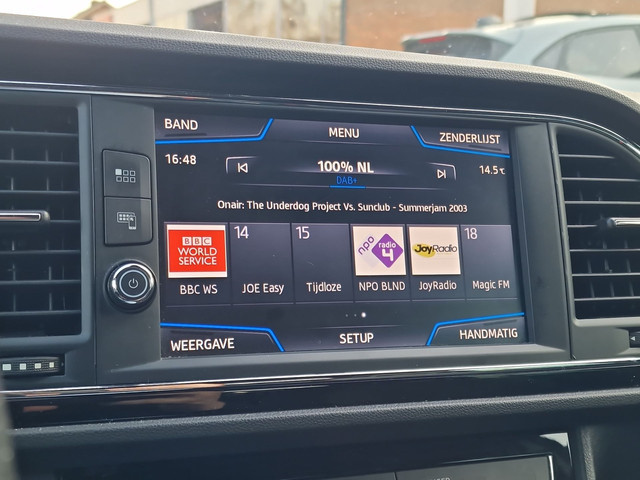 BAND
MENU
ZENDERLIJST
16:48
100% NL
14.5°C
DAB+
Onair: The Underdog Project Vs. Sunclub - Summerjam 2003
BBC
WORLD
SERVICE
14
15
npo
radio
4
JoyRadio
18
BBC WS
JOE Easy
Tijdloze
NPO BLND
JoyRadio
Magic FM
WEERGAVE
SETUP
HANDMATIG